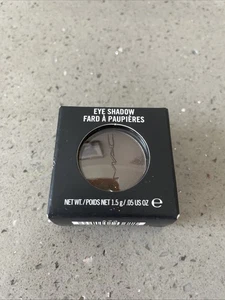 EYE SHADOW
FARD À PAUPIÈRES
NET WT./POIDS NET 1.5 g/.05 US OZ ℮